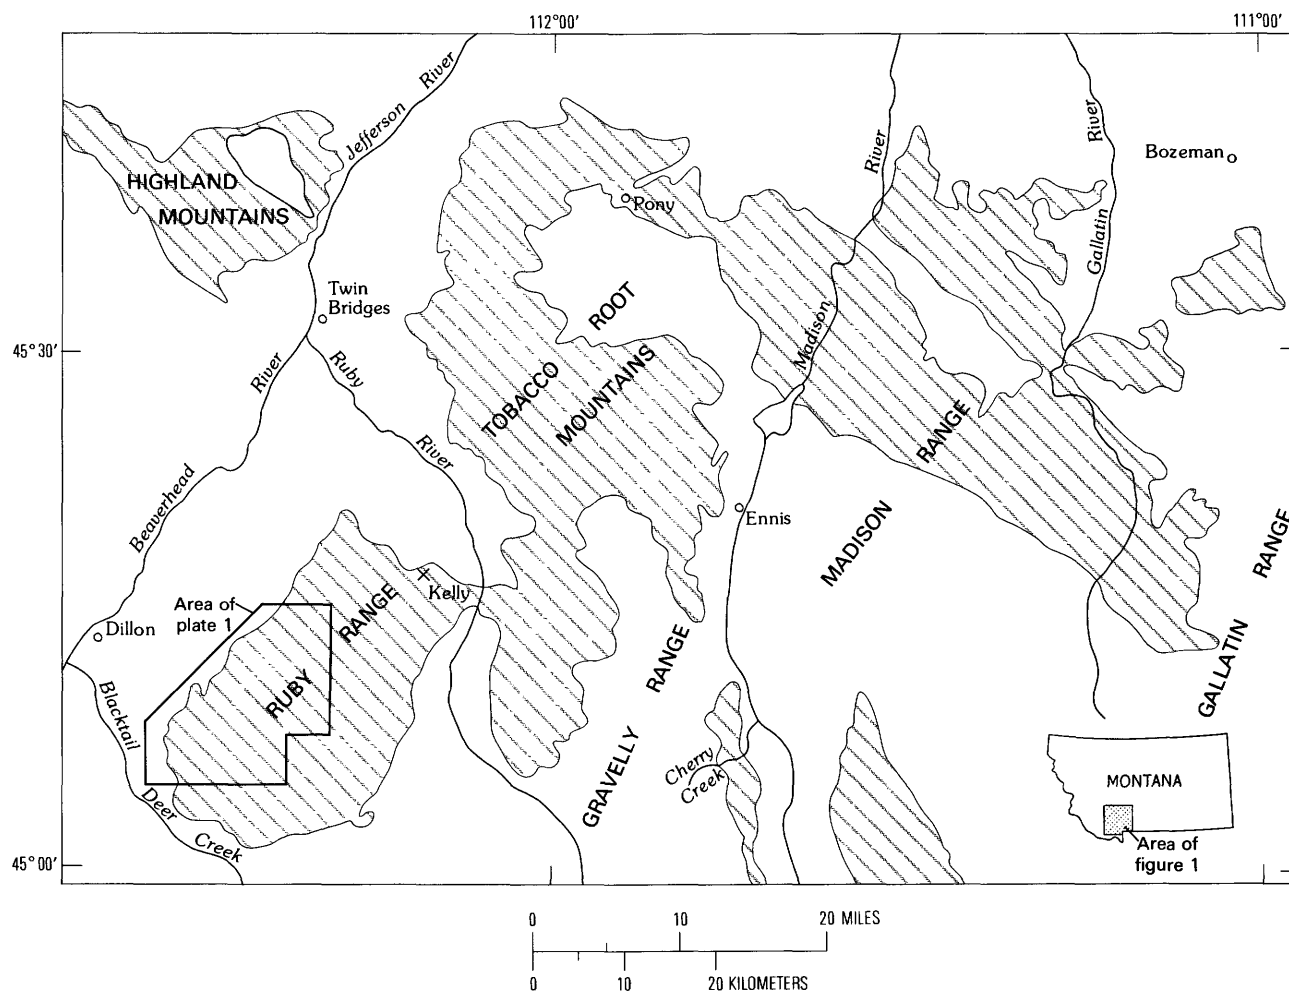 112°00'
111°00'
Jefferson River
River
River
Bozeman
HIGHLAND
MOUNTAINS
Pony
Gallatin
Twin
Bridges
ROOT
Madison
45°30'
River
Ruby
TOBACCO
MOUNTAINS
RANGE
River
Beaverhead
Ennis
MADISON
RANGE
Area of
plate 1
Kelly
RANGE
Dillon
RANGE
GALLATIN
RUBY
Blacktail
GRAVELLY
Cherry
Creek
MONTANA
Deer
Creek
Area of
figure 1
45°00'
0 10 20 MILES
0 10 20 KILOMETERS